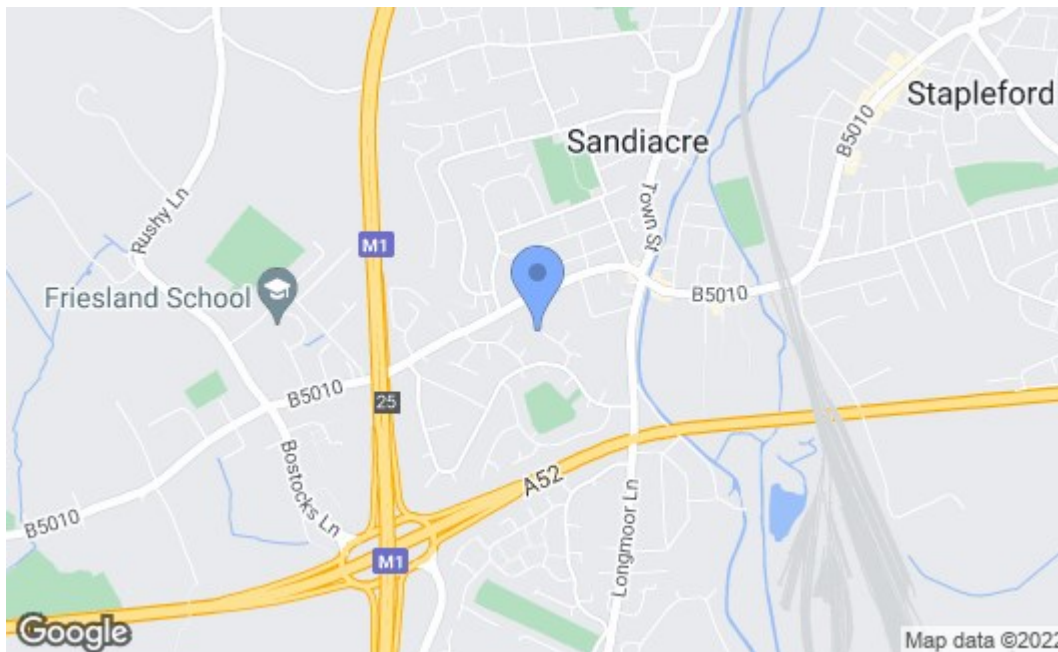 Stapleford
B5010
Sandiacre
Rushy Ln
Town St
M1
Friesland School
B5010
B5010
25
Bostocks Ln
A52
Longmoor Ln
B5010
M1
Google
Map data ©2022